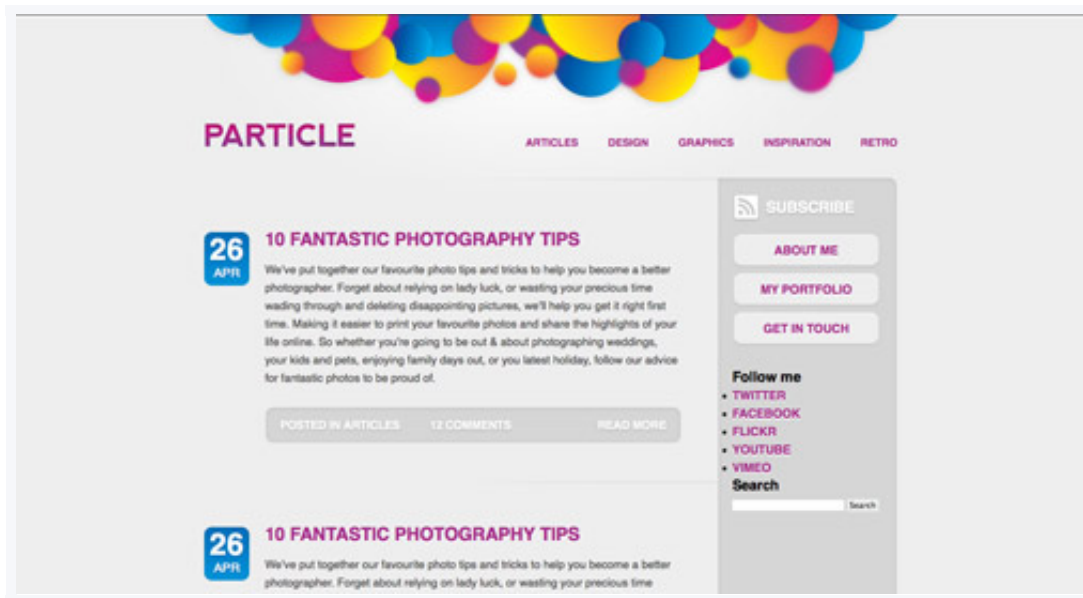 PARTICLE
ARTICLES DESIGN GRAPHICS INSPIRATION RETRO
26
APR
10 FANTASTIC PHOTOGRAPHY TIPS
We've put together our favourite photo tips and tricks to help you become a better
photographer. Forget about relying on lady luck, or wasting your precious time
wading through and deleting disappointing pictures, we'll help you get it right first
time. Making it easier to print your favourite photos and share the highlights of your
life online. So whether you're going to be out & about photographing weddings,
your kids and pets, enjoying family days out, or you latest holiday, follow our advice
for fantastic photos to be proud of.
POSTED IN ARTICLES 12 COMMENTS READ MORE
26
APR
10 FANTASTIC PHOTOGRAPHY TIPS
We've put together our favourite photo tips and tricks to help you become a better
photographer. Forget about relying on lady luck, or wasting your precious time
SUBSCRIBE
ABOUT ME
MY PORTFOLIO
GET IN TOUCH
Follow me
TWITTER
FACEBOOK
FLICKR
YOUTUBE
VIMEO
Search
Search